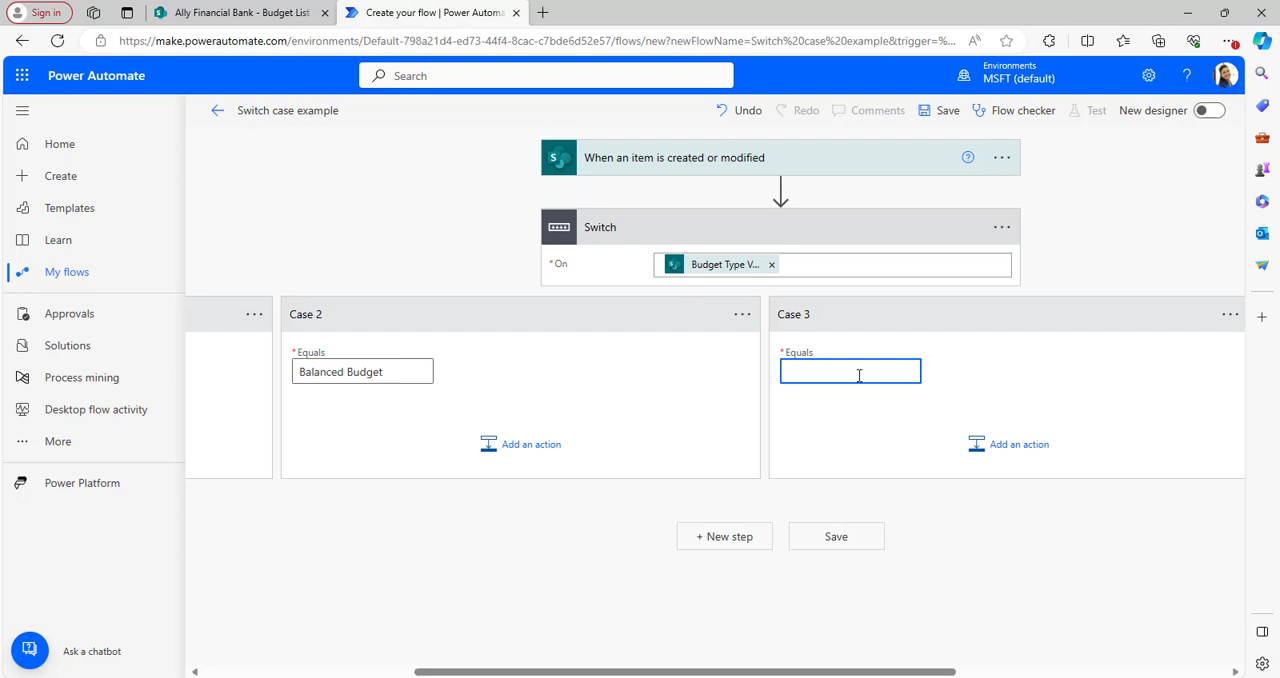 Sign in
Ally Financial Bank - Budget List
Create your flow | Power Automa
https://make.powerautomate.com/environments/Default-798a21d4-ed73-44f4-8cac-c7bde6d52e57/flows/new?newFlowName=Switch%20case%20example&trigger=%...
Power Automate
Search
Environments
MSFT (default)
Switch case example
Undo
Redo
Comments
Save
Flow checker
Test
New designer
Home
Create
Templates
Learn
My flows
Approvals
Solutions
Process mining
Desktop flow activity
More
Power Platform
Ask a chatbot
When an item is created or modified
Switch
* On
Budget Type V... ×
Case 2
* Equals
Balanced Budget
Add an action
Case 3
* Equals
Add an action
+ New step
Save